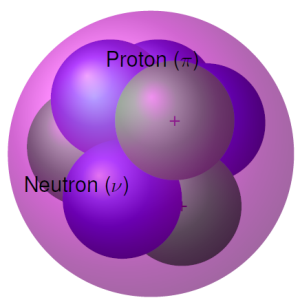 Proton (π)
+
Neutron (ν)
+